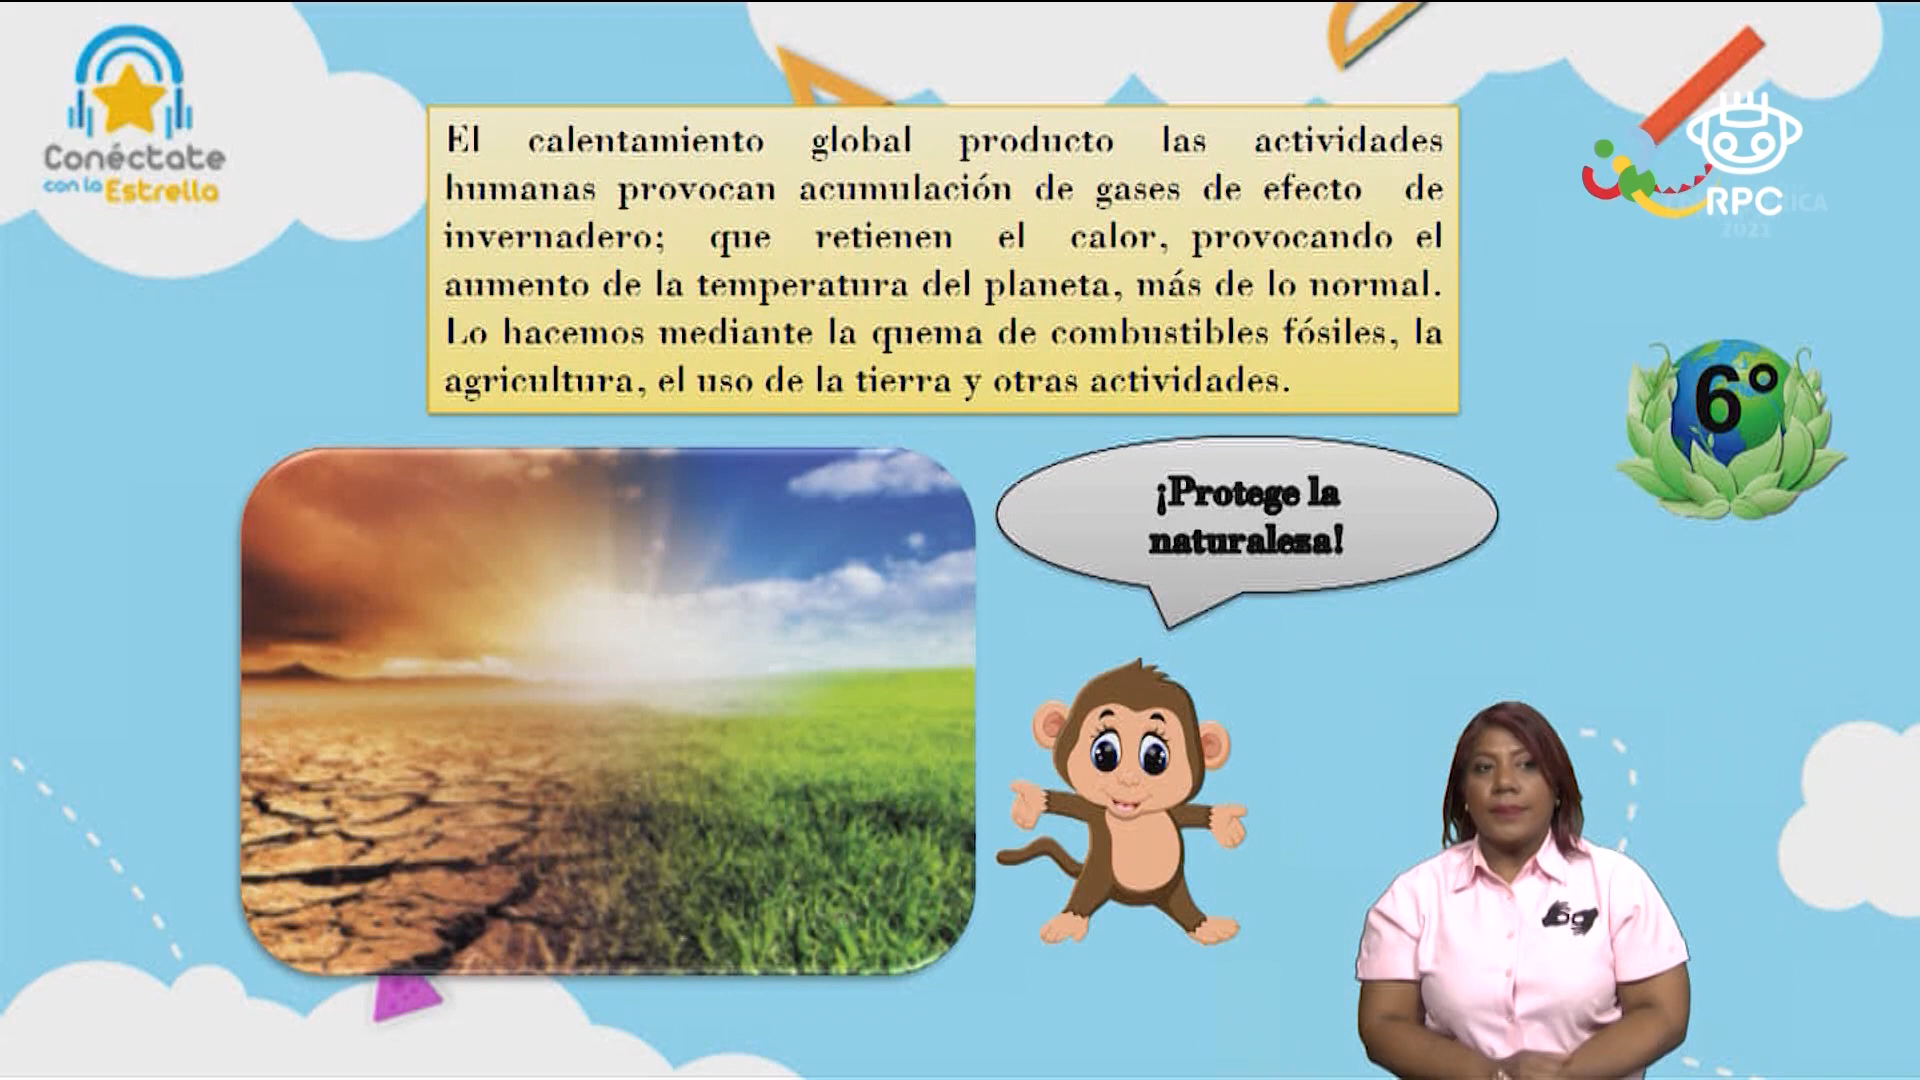 Conéctate
con la Estrella
El calentamiento global producto las actividades
humanas provocan acumulación de gases de efecto de
invernadero; que retienen el calor, provocando el
aumento de la temperatura del planeta, más de lo normal.
Lo hacemos mediante la quema de combustibles fósiles, la
agricultura, el uso de la tierra y otras actividades.
RPC
2021
6°
¡Protege la
naturaleza!